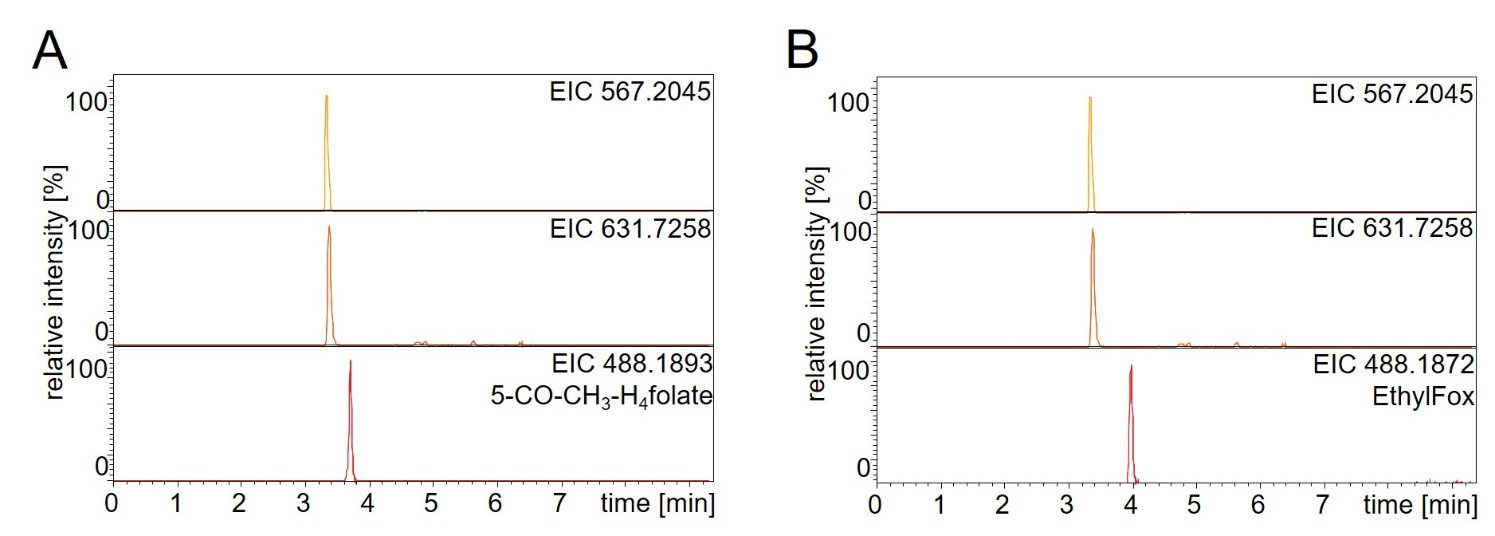 A
B
relative intensity [%]
100
0
EIC 567.2045
100
0
EIC 631.7258
100
0
EIC 488.1893
5-CO-CH₃-H₄folate
0 1 2 3 4 5 6 7 time [min]
relative intensity [%]
100
0
EIC 567.2045
100
0
EIC 631.7258
100
0
EIC 488.1872
EthylFox
0 1 2 3 4 5 6 7 time [min]